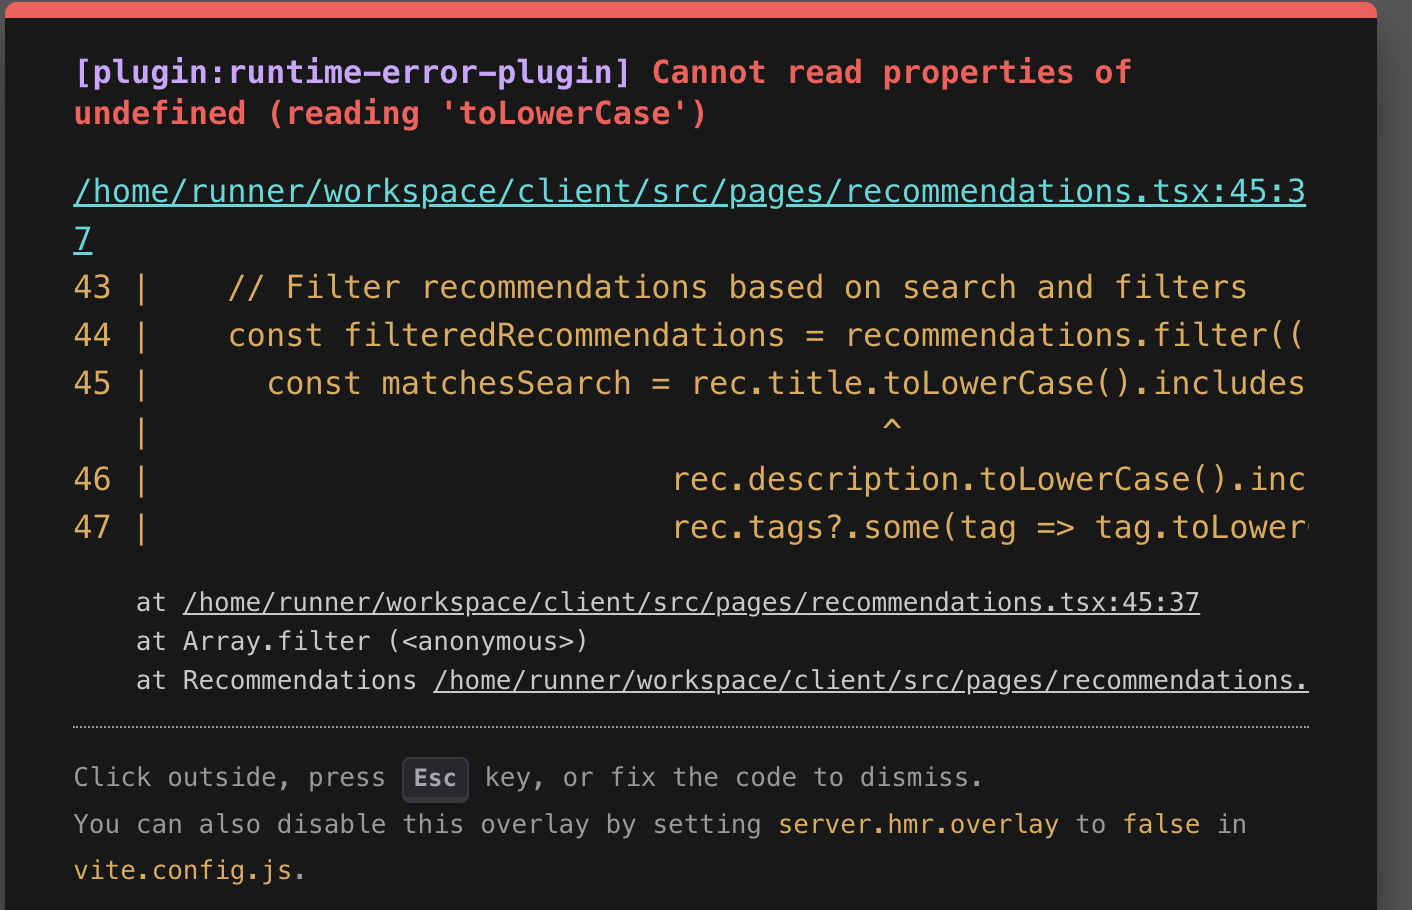 [plugin:runtime-error-plugin] Cannot read properties of
undefined (reading 'toLowerCase')
/home/runner/workspace/client/src/pages/recommendations.tsx:45:3
7
43 |    // Filter recommendations based on search and filters
44 |    const filteredRecommendations = recommendations.filter((
45 |      const matchesSearch = rec.title.toLowerCase().includes
   |                                      ^
46 |                           rec.description.toLowerCase().inc
47 |                           rec.tags?.some(tag => tag.toLower
    at /home/runner/workspace/client/src/pages/recommendations.tsx:45:37
    at Array.filter (<anonymous>)
    at Recommendations /home/runner/workspace/client/src/pages/recommendations.
Click outside, press Esc key, or fix the code to dismiss.
You can also disable this overlay by setting server.hmr.overlay to false in
vite.config.js.